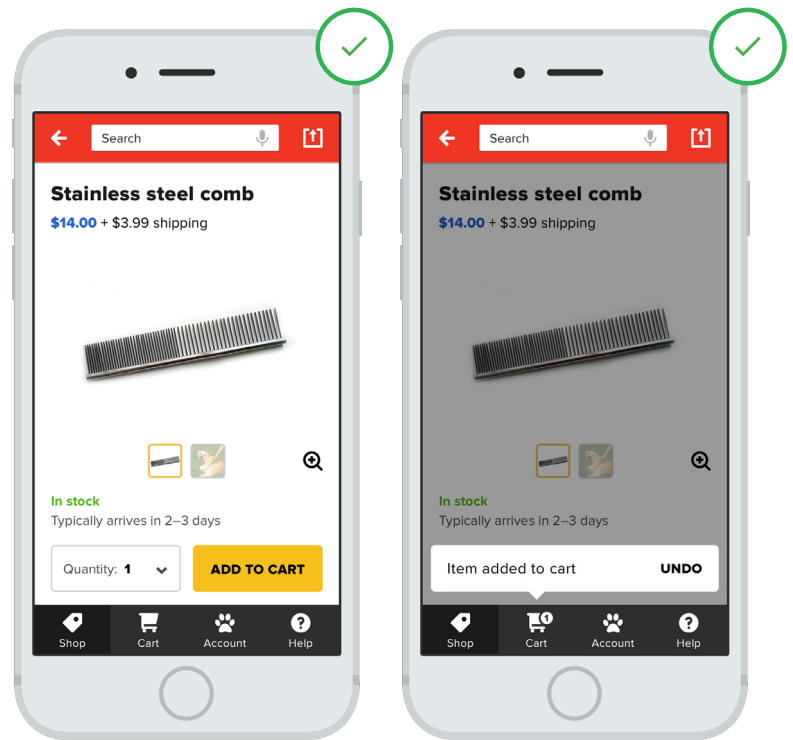 Search
Stainless steel comb
$14.00 + $3.99 shipping
In stock
Typically arrives in 2–3 days
Quantity: 1
ADD TO CART
Shop
Cart
Account
Help
Search
Stainless steel comb
$14.00 + $3.99 shipping
In stock
Typically arrives in 2–3 days
Item added to cart
UNDO
1
Shop
Cart
Account
Help